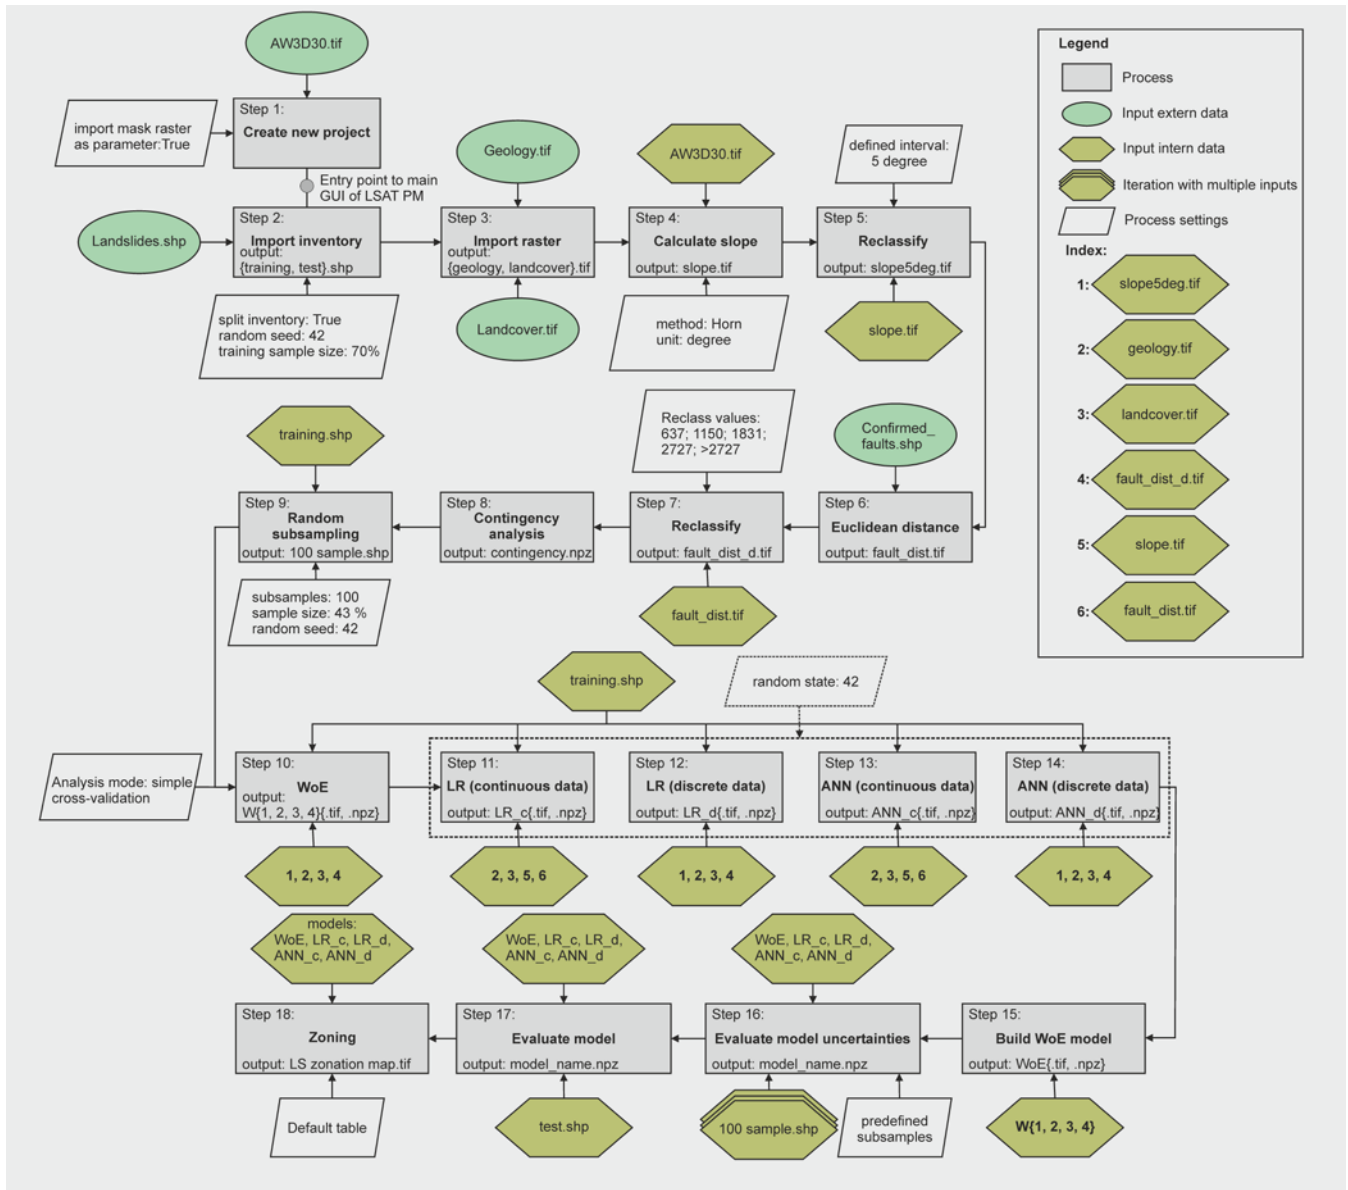 AW3D30.tif
import mask raster
as parameter:True
Step 1:
Create new project
Entry point to main
GUI of LSAT PM
Landslides.shp
Step 2:
Import inventory
output:
{training, test}.shp
split inventory: True
random seed: 42
training sample size: 70%
Geology.tif
Step 3:
Import raster
output:
{geology, landcover}.tif
Landcover.tif
AW3D30.tif
Step 4:
Calculate slope
output: slope.tif
method: Horn
unit: degree
defined interval:
5 degree
Step 5:
Reclassify
output: slope5deg.tif
slope.tif
Confirmed_
faults.shp
Step 6:
Euclidean distance
output: fault_dist.tif
Reclass values:
637; 1150; 1831;
2727; >2727
Step 7:
Reclassify
output: fault_dist_d.tif
fault_dist.tif
Step 8:
Contingency
analysis
output: contingency.npz
training.shp
Step 9:
Random
subsampling
output: 100 sample.shp
subsamples: 100
sample size: 43 %
random seed: 42
training.shp
random state: 42
Analysis mode: simple
cross-validation
Step 10:
WoE
output:
W{1, 2, 3, 4}{.tif, .npz}
1, 2, 3, 4
Step 11:
LR (continuous data)
output: LR_c{.tif, .npz}
2, 3, 5, 6
Step 12:
LR (discrete data)
output: LR_d{.tif, .npz}
1, 2, 3, 4
Step 13:
ANN (continuous data)
output: ANN_c{.tif, .npz}
2, 3, 5, 6
Step 14:
ANN (discrete data)
output: ANN_d{.tif, .npz}
1, 2, 3, 4
Step 15:
Build WoE model
output: WoE{.tif, .npz}
W{1, 2, 3, 4}
WoE, LR_c, LR_d,
ANN_c, ANN_d
Step 16:
Evaluate model uncertainties
output: model_name.npz
100 sample.shp
predefined
subsamples
WoE, LR_c, LR_d,
ANN_c, ANN_d
Step 17:
Evaluate model
output: model_name.npz
test.shp
models:
WoE, LR_c, LR_d,
ANN_c, ANN_d
Step 18:
Zoning
output: LS zonation map.tif
Default table
Legend
Process
Input extern data
Input intern data
Iteration with multiple inputs
Process settings
Index:
1: slope5deg.tif
2: geology.tif
3: landcover.tif
4: fault_dist_d.tif
5: slope.tif
6: fault_dist.tif